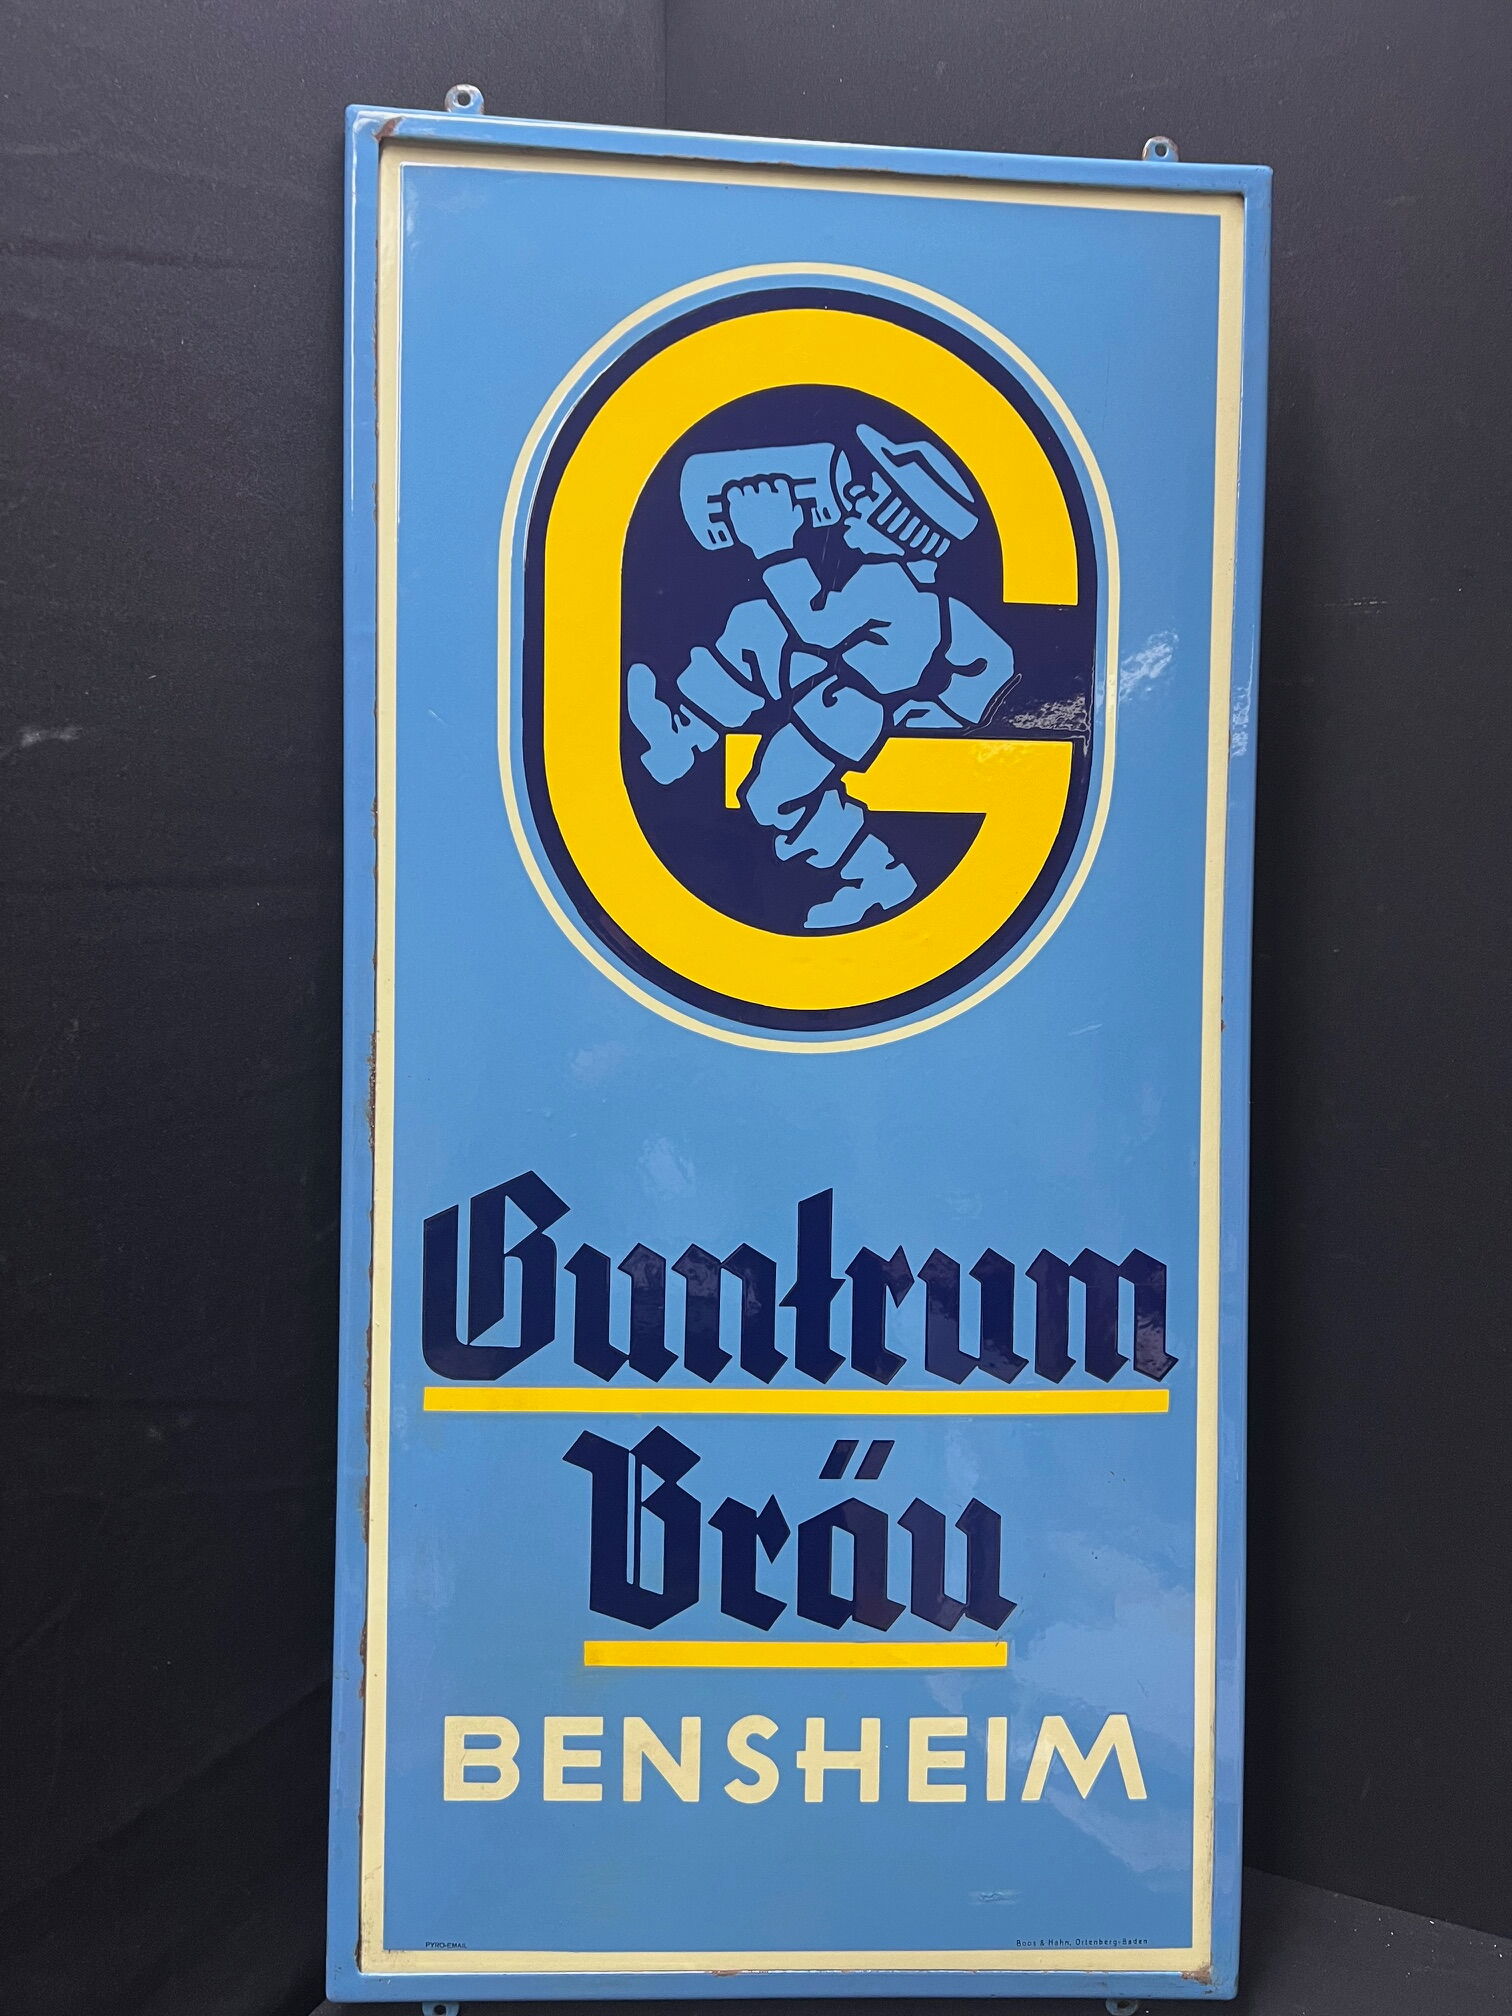 G
Guntrum
Bräu
BENSHEIM
PYRO-EMAIL
Boos & Hahn, Ortenberg-Baden